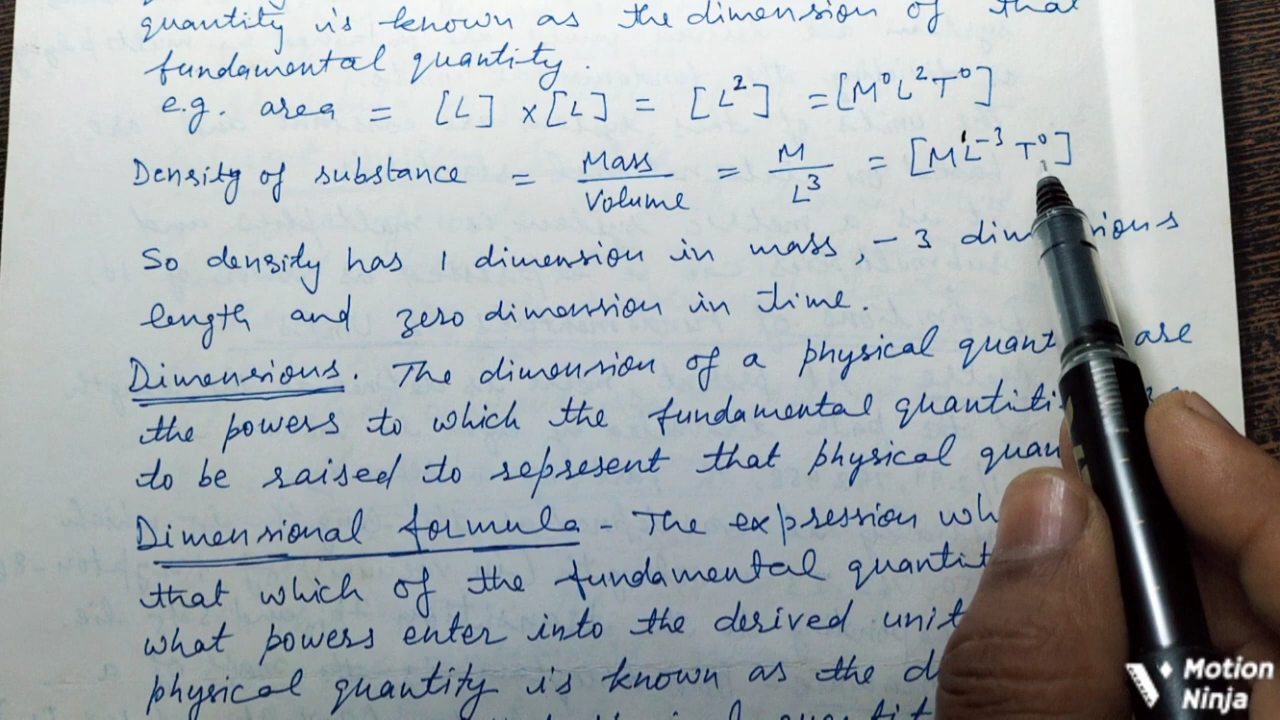 quantity is known as the dimension of that
fundamental quantity.
e.g. area = [L] x [L] = [L²] = [M⁰L²T⁰]
Density of substance = Mass/Volume = M/L³ = [M¹L⁻³T⁰]
So density has 1 dimension in mass, -3 dimensions
length and zero dimension in time.
Dimensions. The dimension of a physical quant are
the powers to which the fundamental quantiti
to be raised to represent that physical quan
Dimensional formula - The expression wh
that which of the fundamental quantit
what powers enter into the derived unit
physical quantity is known as the d
Motion
Ninja